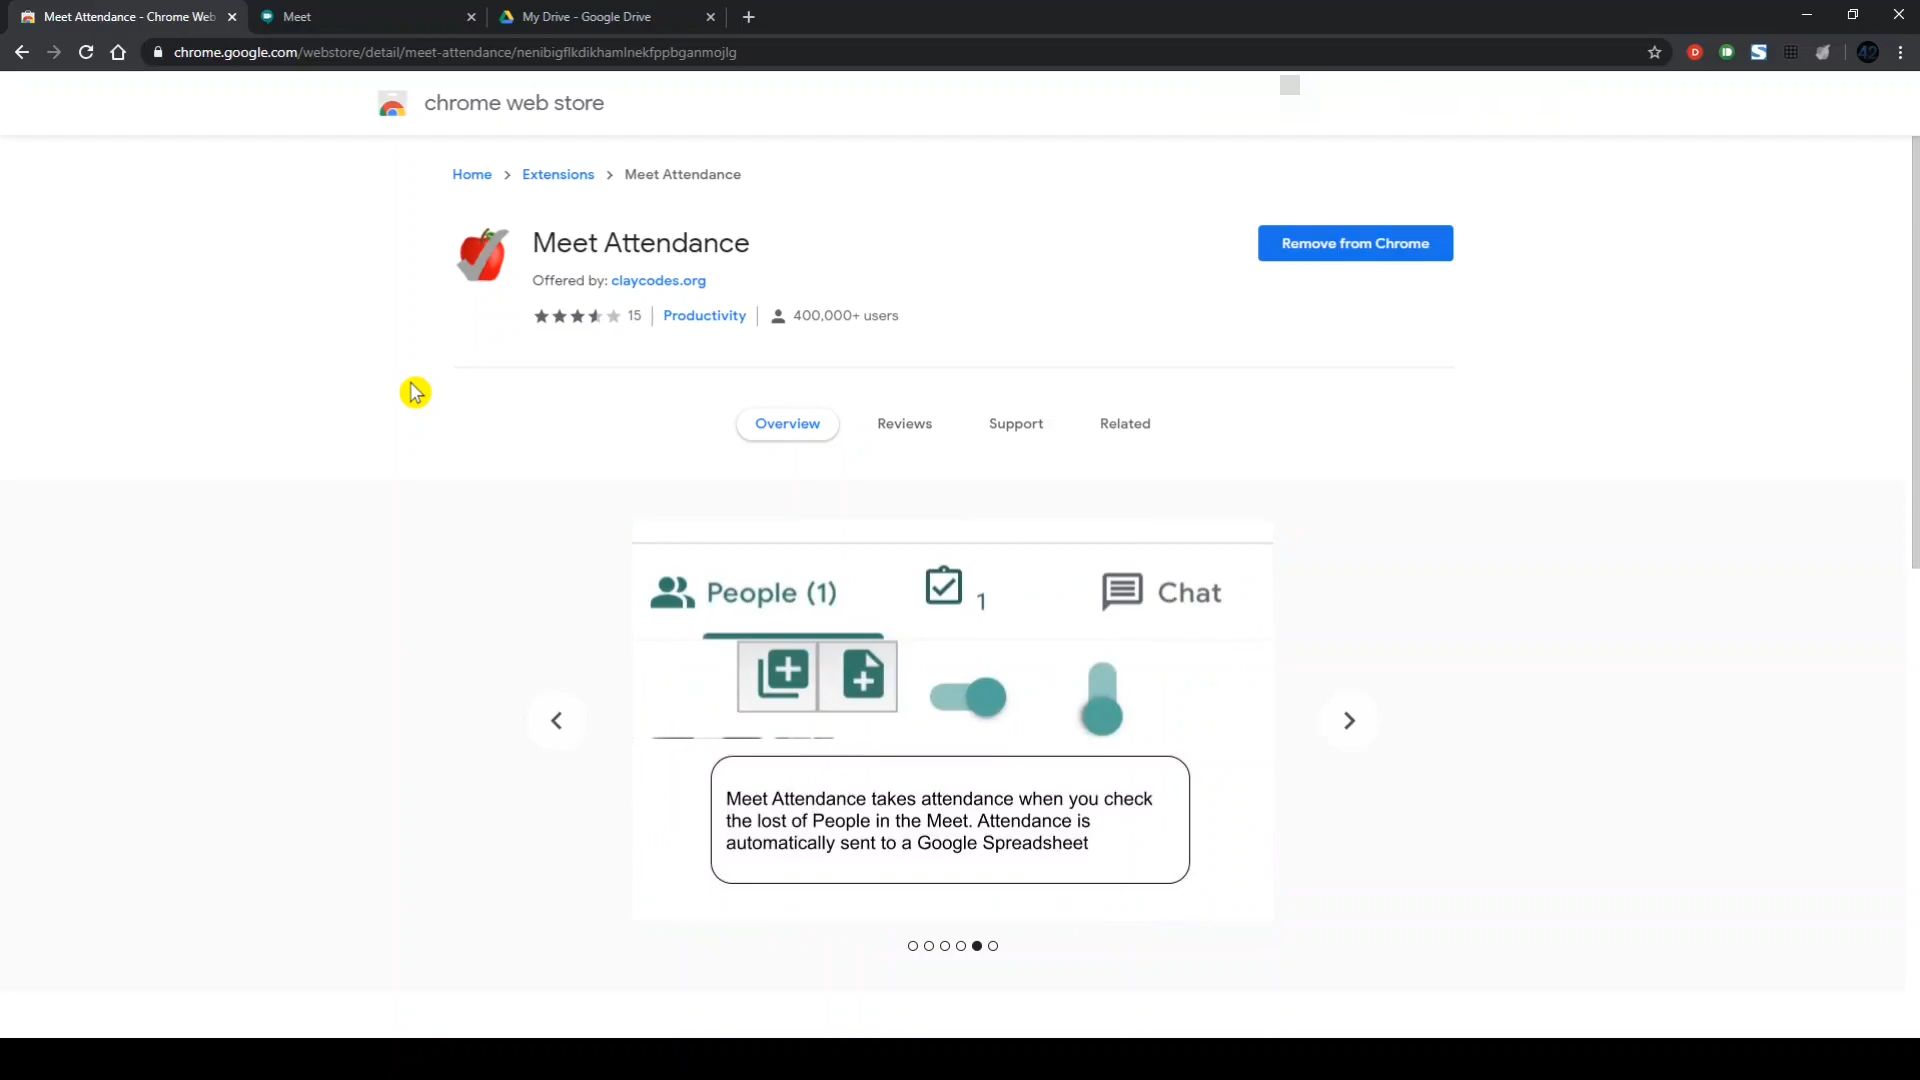 Meet Attendance - Chrome Web
Meet
My Drive - Google Drive
chrome.google.com/webstore/detail/meet-attendance/nenibigflkdikhamlnekfppbganmojlg
chrome web store
Home > Extensions > Meet Attendance
Meet Attendance
Remove from Chrome
Offered by: claycodes.org
15 | Productivity | 400,000+ users
Overview
Reviews
Support
Related
People (1)
1
Chat
Meet Attendance takes attendance when you check
the lost of People in the Meet. Attendance is
automatically sent to a Google Spreadsheet